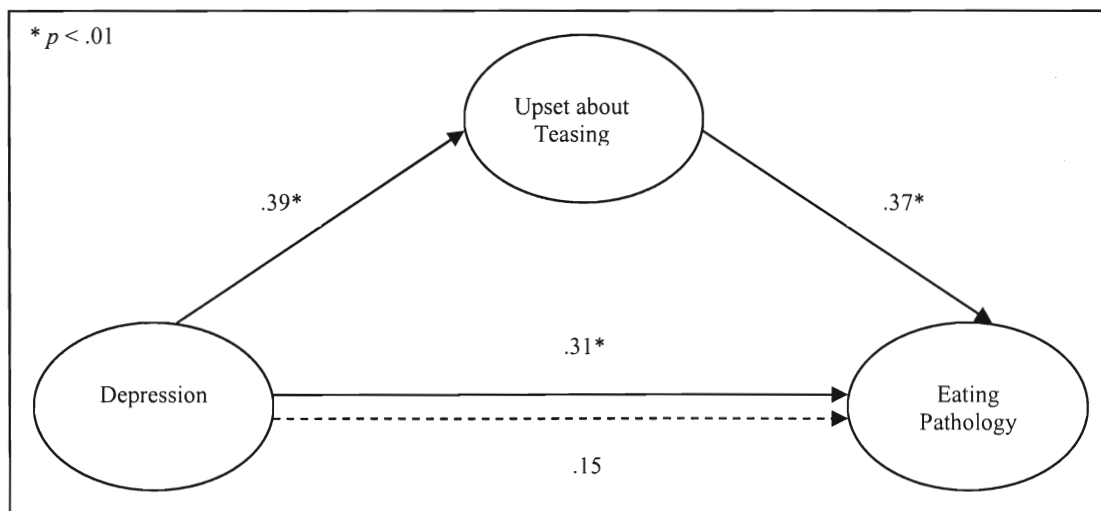 * p < .01
Upset about
Teasing
.39*
.37*
.31*
Depression
Eating
Pathology
.15